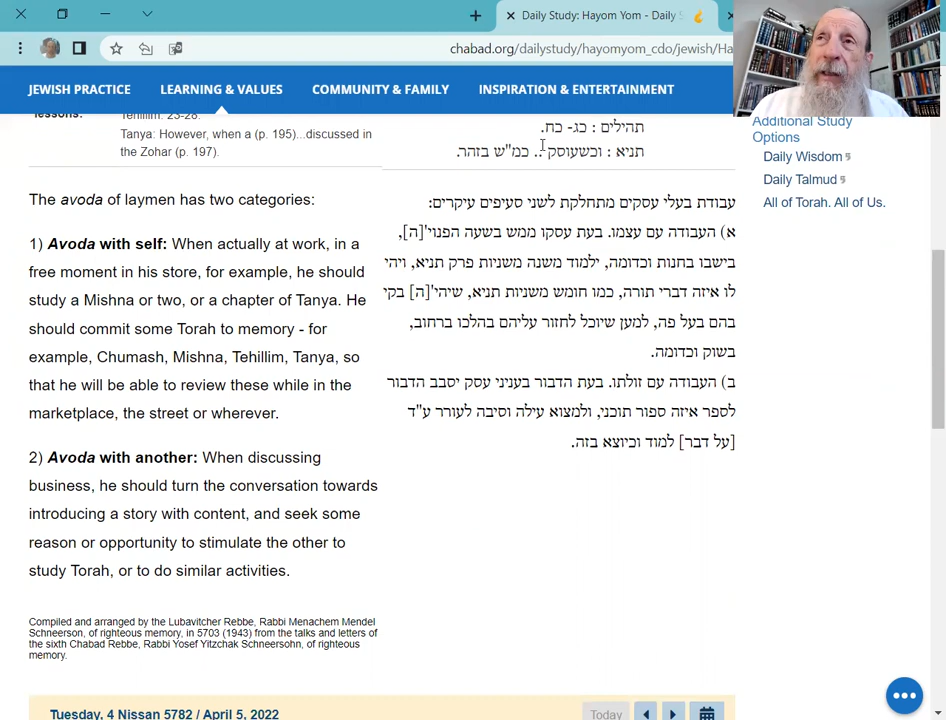 Daily Study: Hayom Yom - Daily S
chabad.org/dailystudy/hayomyom_cdo/jewish/Ha
JEWISH PRACTICE LEARNING & VALUES COMMUNITY & FAMILY INSPIRATION & ENTERTAINMENT
lessons:
Tehillim: 23-28.
Tanya: However, when a (p. 195)...discussed in
the Zohar (p. 197).
תהילים : כג- כח.
תניא : וכשעוסק .. כמ"ש בזהר.
The avoda of laymen has two categories:
1) Avoda with self: When actually at work, in a
free moment in his store, for example, he should
study a Mishna or two, or a chapter of Tanya. He
should commit some Torah to memory - for
example, Chumash, Mishna, Tehillim, Tanya, so
that he will be able to review these while in the
marketplace, the street or wherever.
2) Avoda with another: When discussing
business, he should turn the conversation towards
introducing a story with content, and seek some
reason or opportunity to stimulate the other to
study Torah, or to do similar activities.
עבודת בעלי עסקים מתחלקת לשני סעיפים עיקרים:
א) העבודה עם עצמו. בעת עסקו ממש בשעה הפנוי'[ה],
בישבו בחנות וכדומה, ילמוד משנה משניות פרק תניא, ויהי
לו איזה דברי תורה, כמו חומש משניות תניא, שיהי'[ה] בקי
בהם בעל פה, למען שיוכל לחזור עליהם בהלכו ברחוב,
בשוק וכדומה.
ב) העבודה עם זולתו. בעת הדבור בעניני עסק יסבב הדבור
לספר איזה ספור תוכני, ולמצוא עילה וסיבה לעורר ע"ד
[על דבר] למוד וכיוצא בזה.
Additional Study
Options
Daily Wisdom
Daily Talmud
All of Torah. All of Us.
Compiled and arranged by the Lubavitcher Rebbe, Rabbi Menachem Mendel
Schneerson, of righteous memory, in 5703 (1943) from the talks and letters of
the sixth Chabad Rebbe, Rabbi Yosef Yitzchak Schneersohn, of righteous
memory.
Tuesday, 4 Nissan 5782 / April 5, 2022
Today